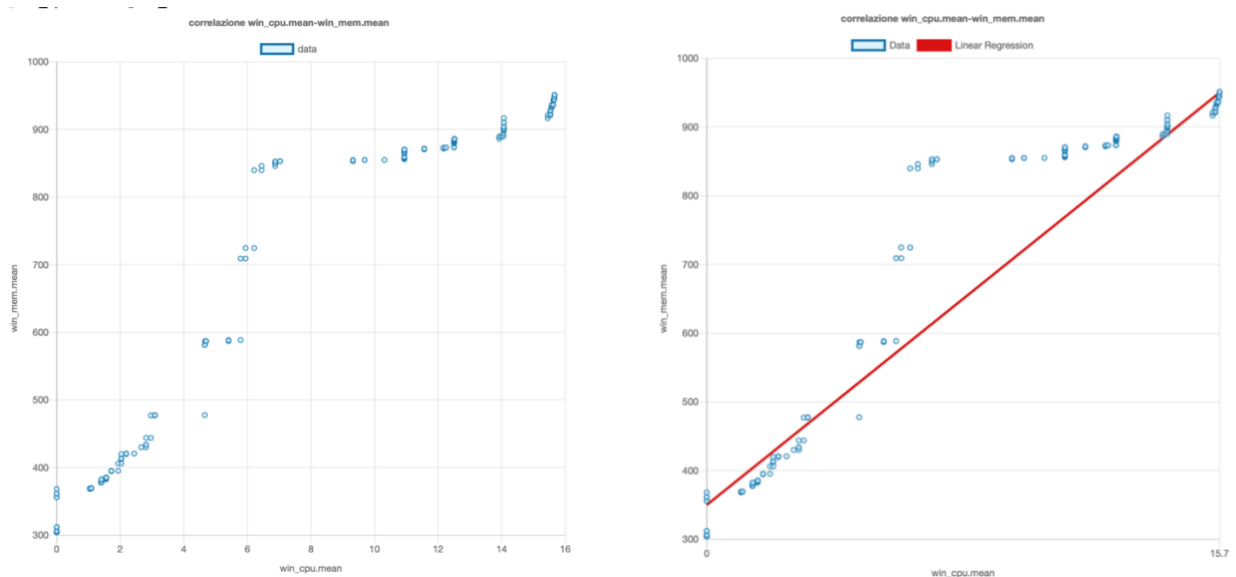 correlazione win_cpu.mean-win_mem.mean
data
1000
900
800
700
600
500
400
300
win_mem.mean
0 2 4 6 8 10 12 14 16
win_cpu.mean
correlazione win_cpu.mean-win_mem.mean
Data Linear Regression
1000
900
800
700
600
500
400
300
win_mem.mean
0 15.7
win_cpu.mean